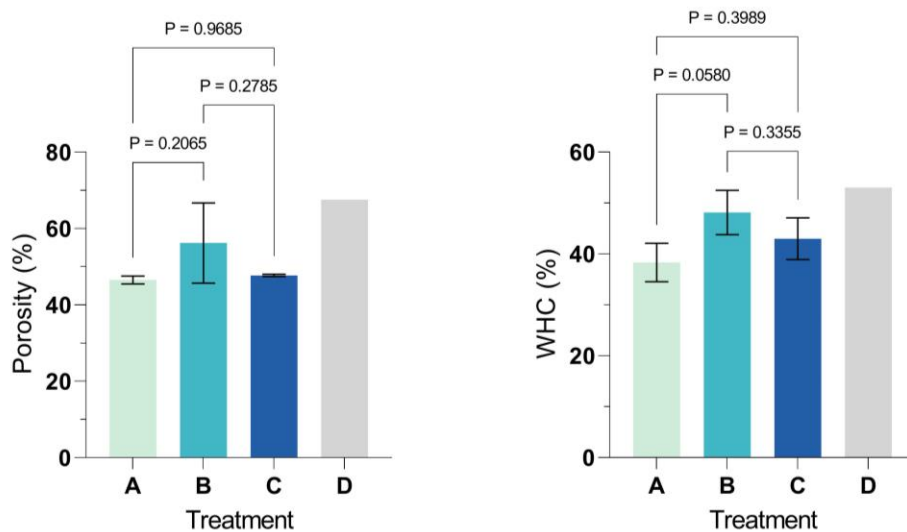 P = 0.9685
P = 0.2785
P = 0.2065
80
60
40
20
0
Porosity (%)
A B C D
Treatment
P = 0.3989
P = 0.0580
P = 0.3355
60
40
20
0
WHC (%)
A B C D
Treatment